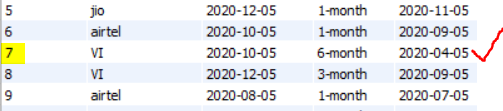 5 jio 2020-12-05 1-month 2020-11-05
6 airtel 2020-10-05 1-month 2020-09-05
7 VI 2020-10-05 6-month 2020-04-05
8 VI 2020-12-05 3-month 2020-09-05
9 airtel 2020-08-05 1-month 2020-07-05